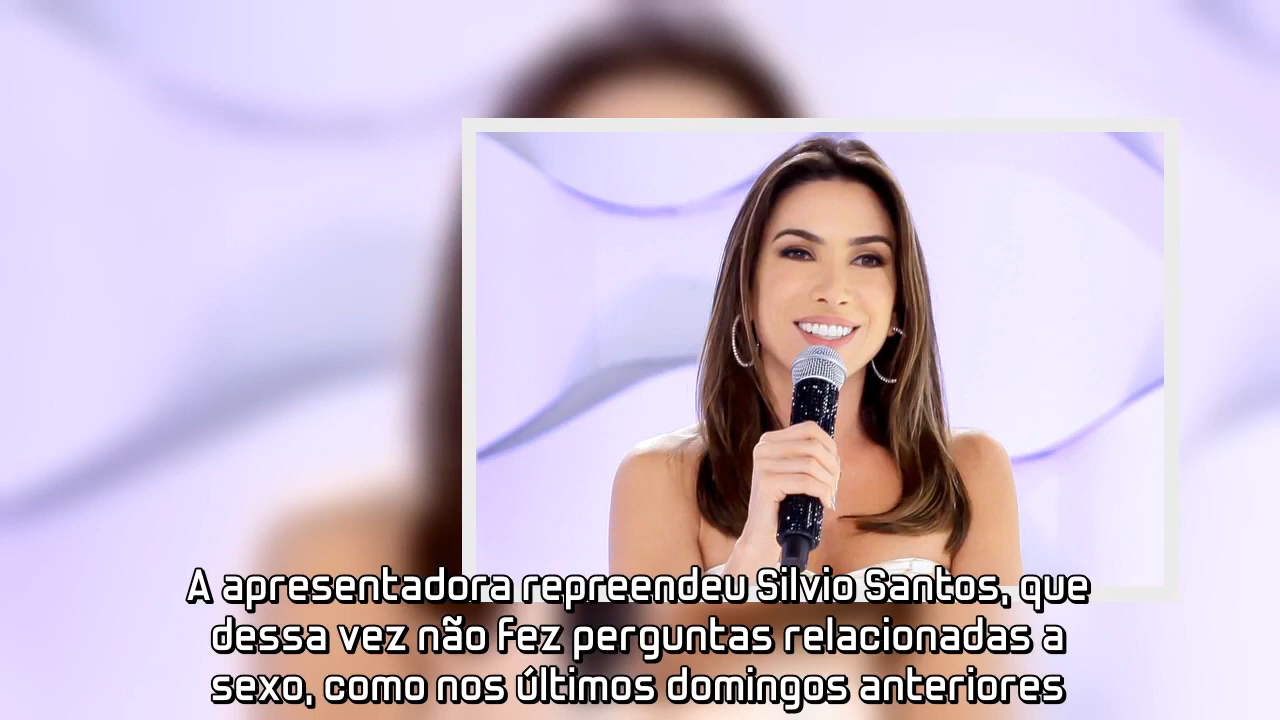 A apresentadora repreendeu Silvio Santos, que
dessa vez não fez perguntas relacionadas a
sexo, como nos últimos domingos anteriores